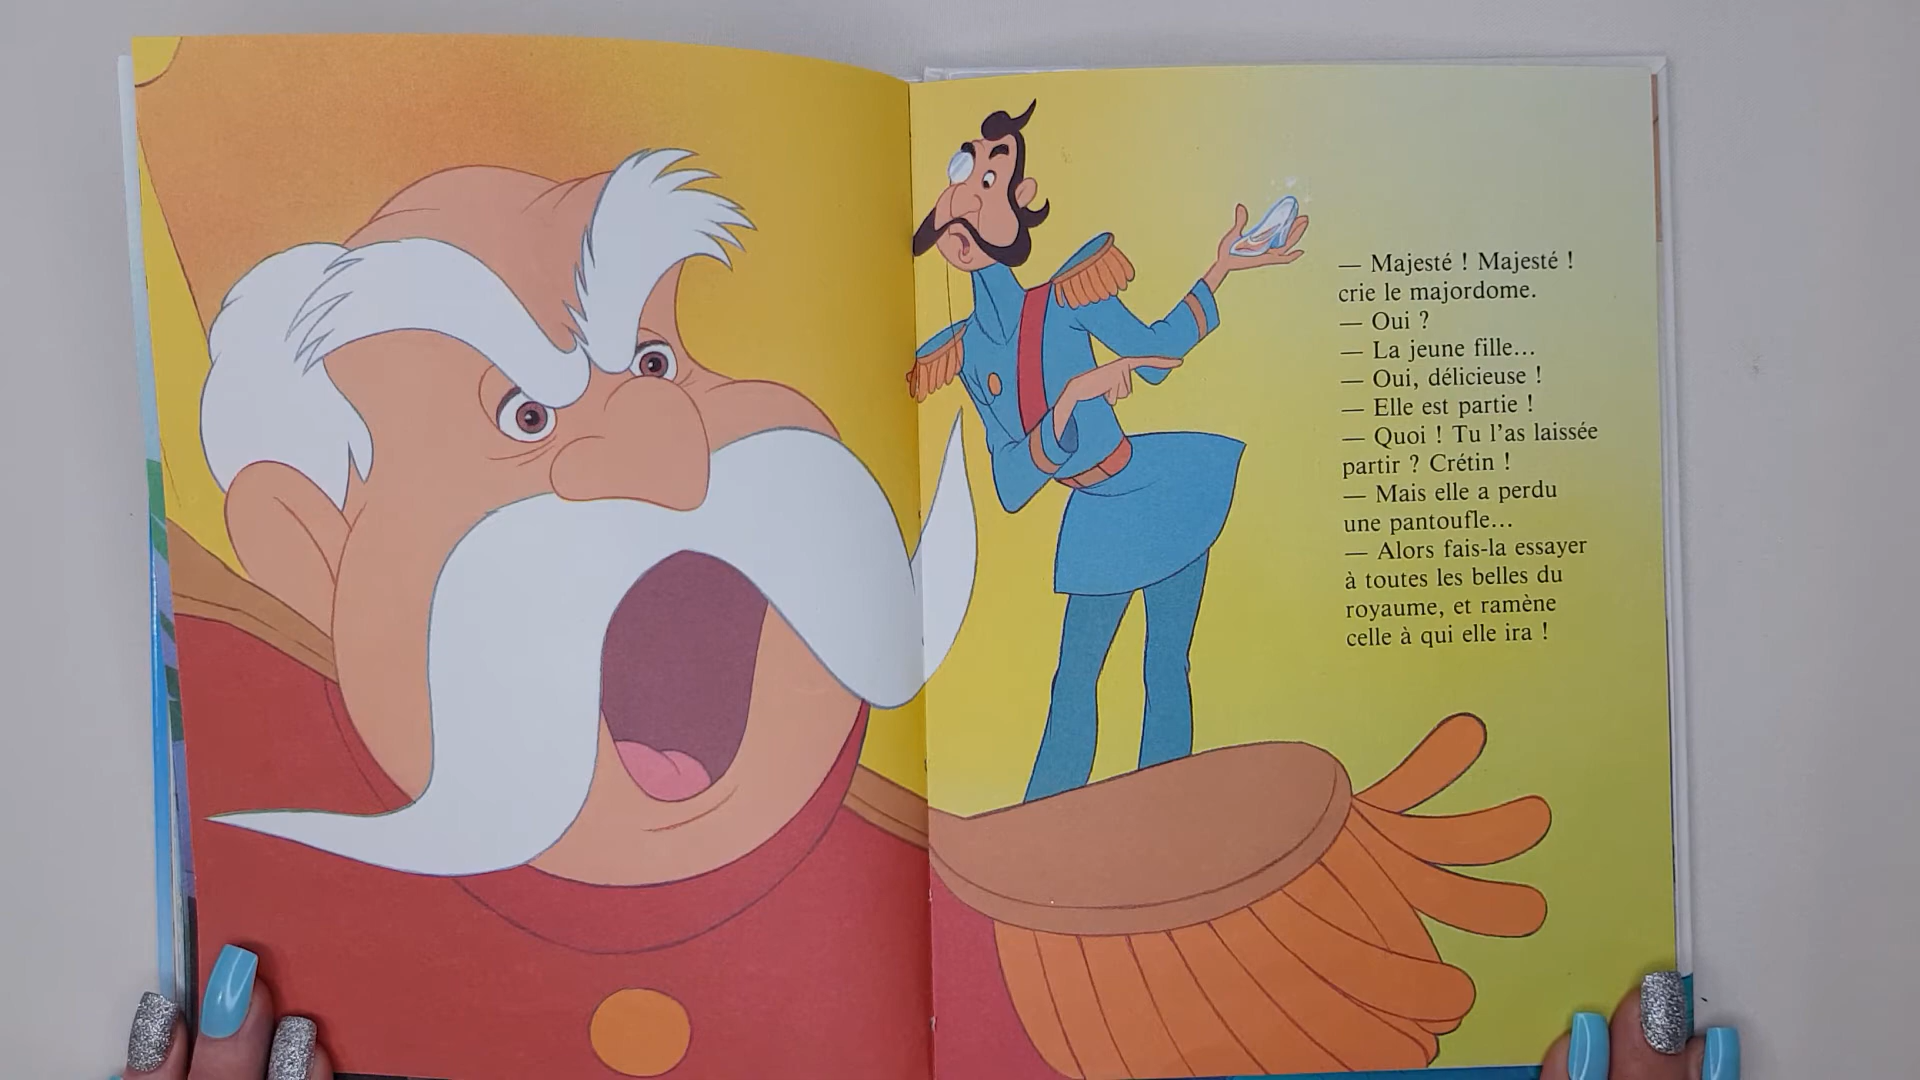 — Majesté ! Majesté !
crie le majordome.
— Oui ?
— La jeune fille...
— Oui, délicieuse !
— Elle est partie !
— Quoi ! Tu l'as laissée
partir ? Crétin !
— Mais elle a perdu
une pantoufle...
— Alors fais-la essayer
à toutes les belles du
royaume, et ramène
celle à qui elle ira !